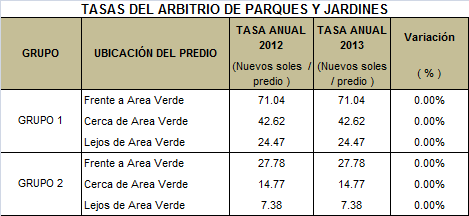 TASAS DEL ARBITRIO DE PARQUES Y JARDINES
GRUPO UBICACIÓN DEL PREDIO TASA ANUAL 2012 (Nuevos soles / predio ) TASA ANUAL 2013 (Nuevos soles / predio ) Variación ( % )
GRUPO 1
Frente a Area Verde 71.04 71.04 0.00%
Cerca de Area Verde 42.62 42.62 0.00%
Lejos de Area Verde 24.47 24.47 0.00%
GRUPO 2
Frente a Area Verde 27.78 27.78 0.00%
Cerca de Area Verde 14.77 14.77 0.00%
Lejos de Area Verde 7.38 7.38 0.00%